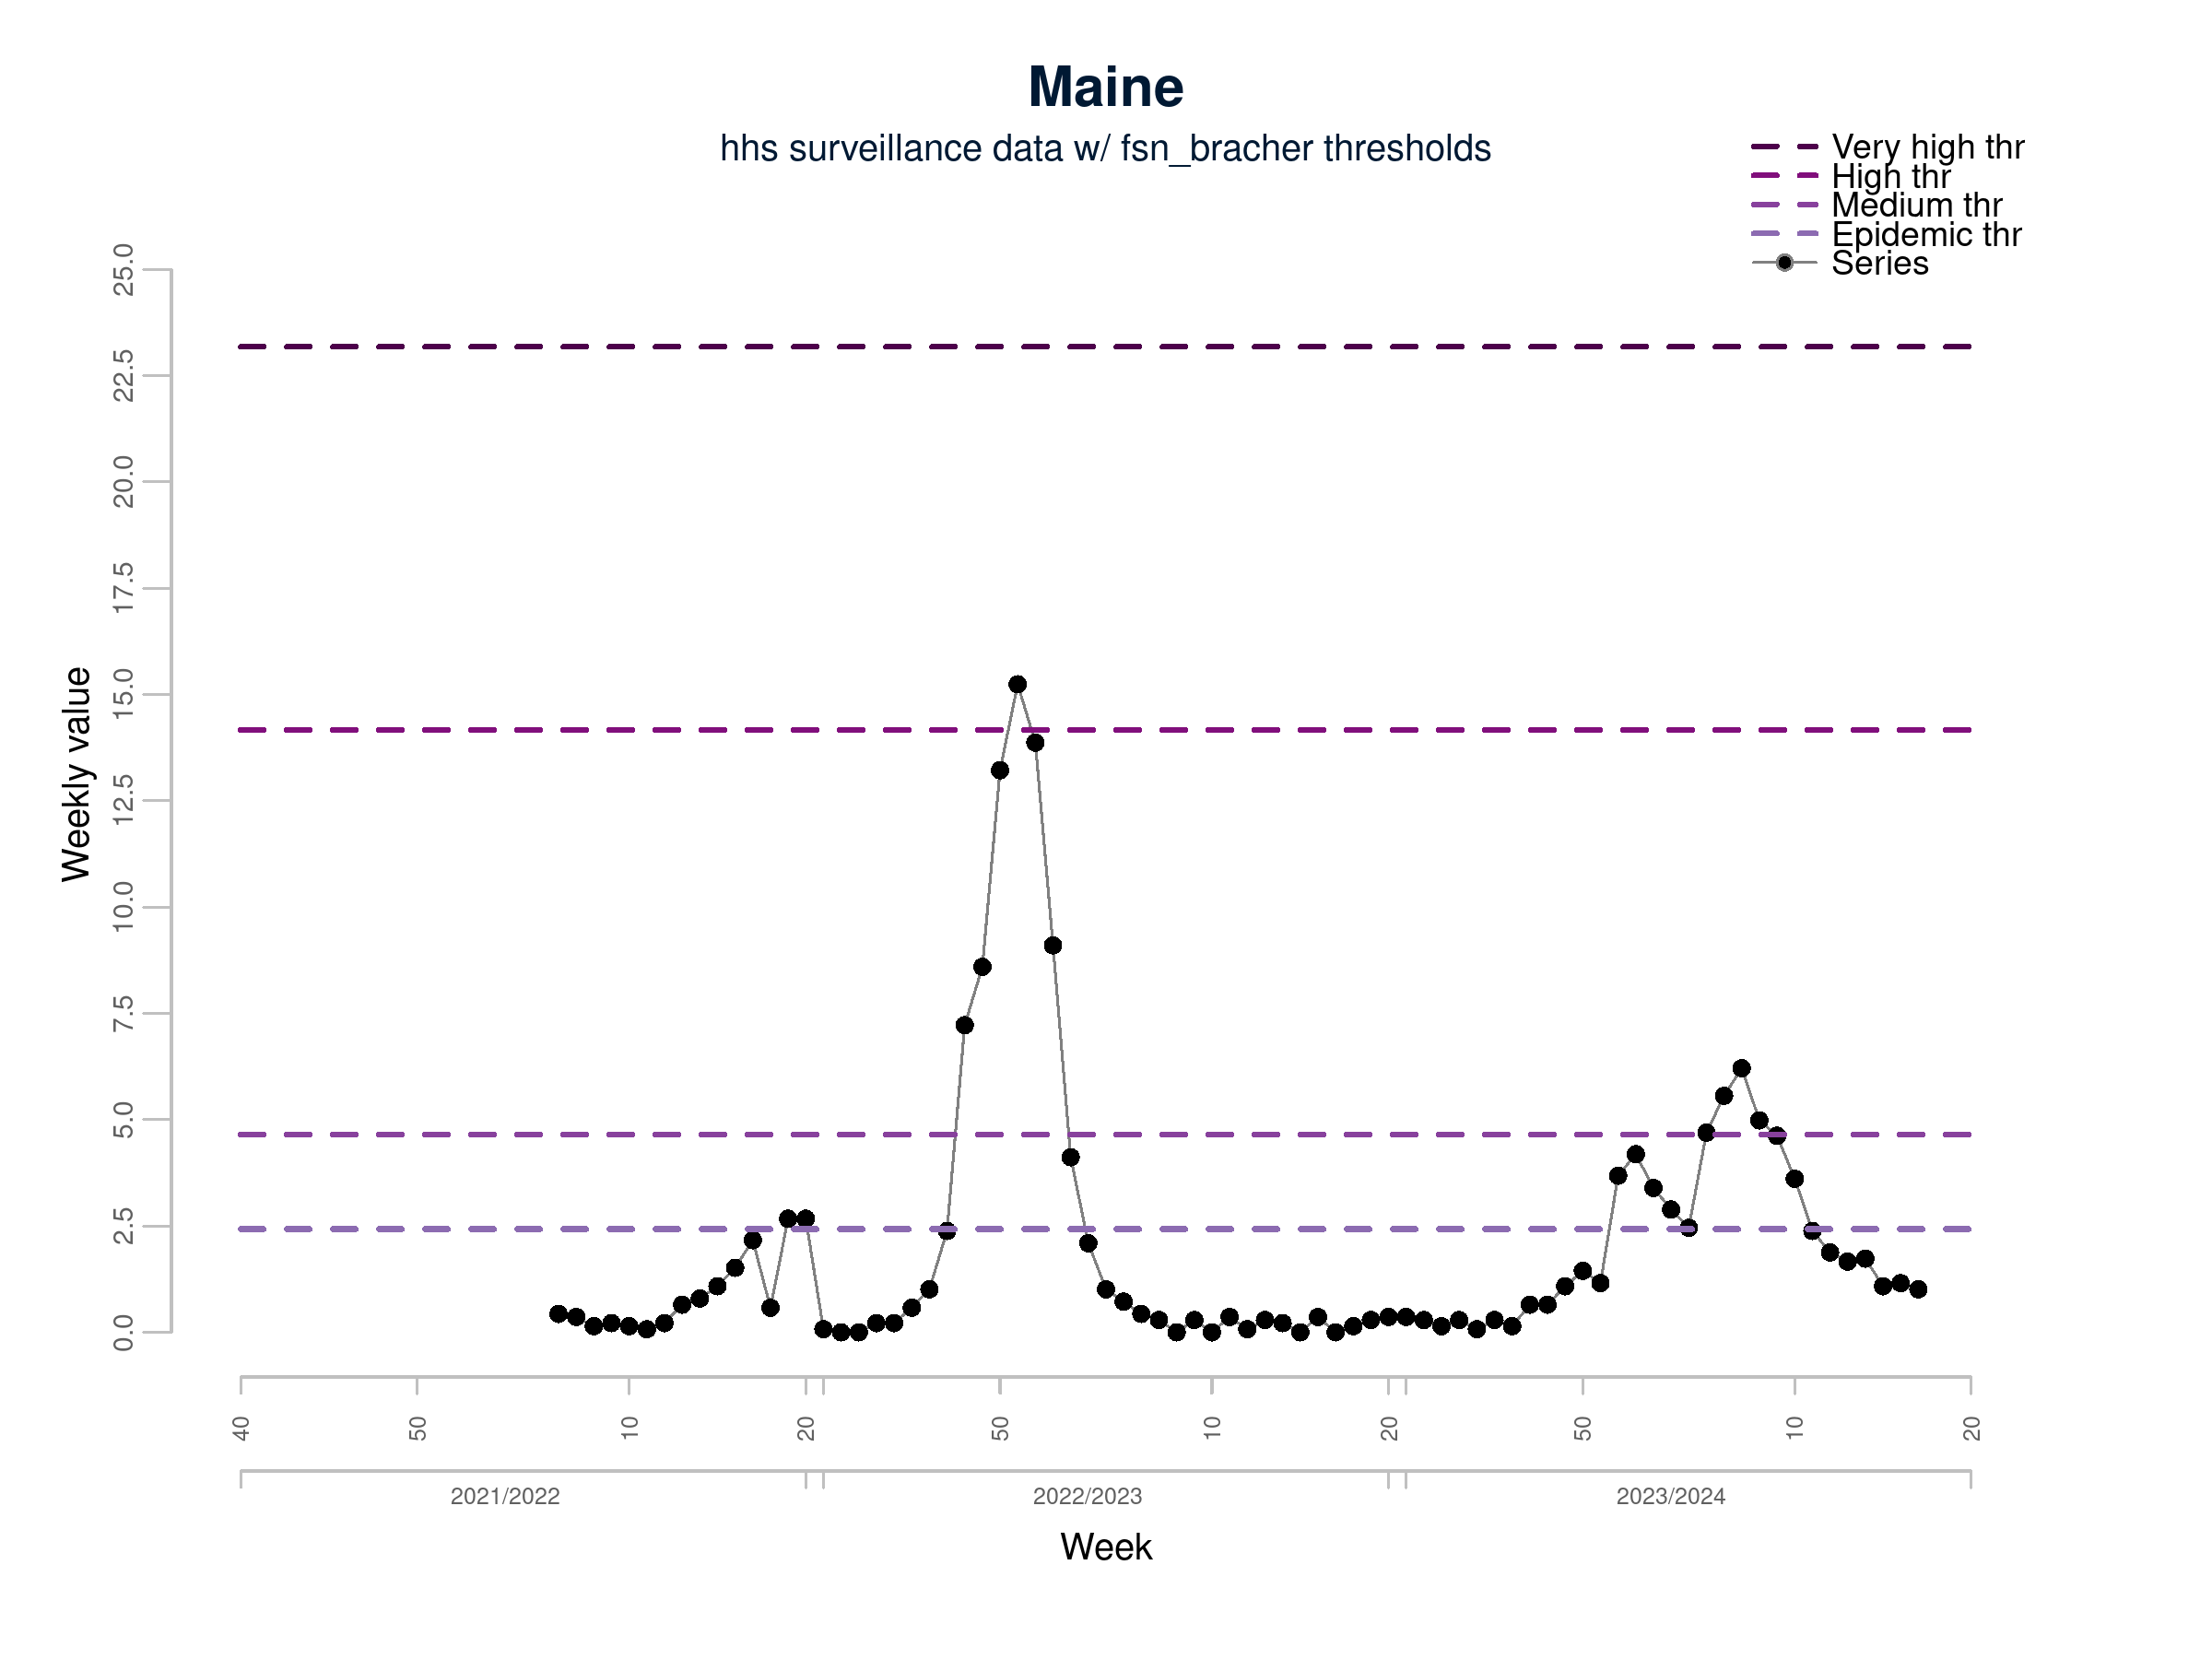 Maine
hhs surveillance data w/ fsn_bracher thresholds
Very high thr
High thr
Medium thr
Epidemic thr
Series
25.0
22.5
20.0
17.5
15.0
12.5
10.0
7.5
5.0
2.5
0.0
Weekly value
40 50 10 20 50 10 20 50 10 20
2021/2022 2022/2023 2023/2024
Week